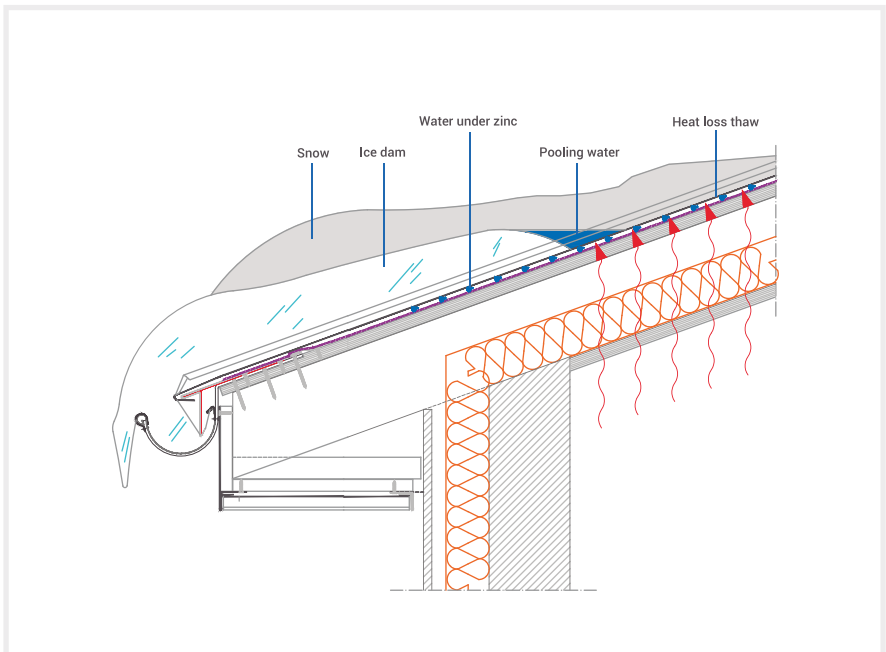 Water under zinc
Heat loss thaw
Snow
Ice dam
Pooling water